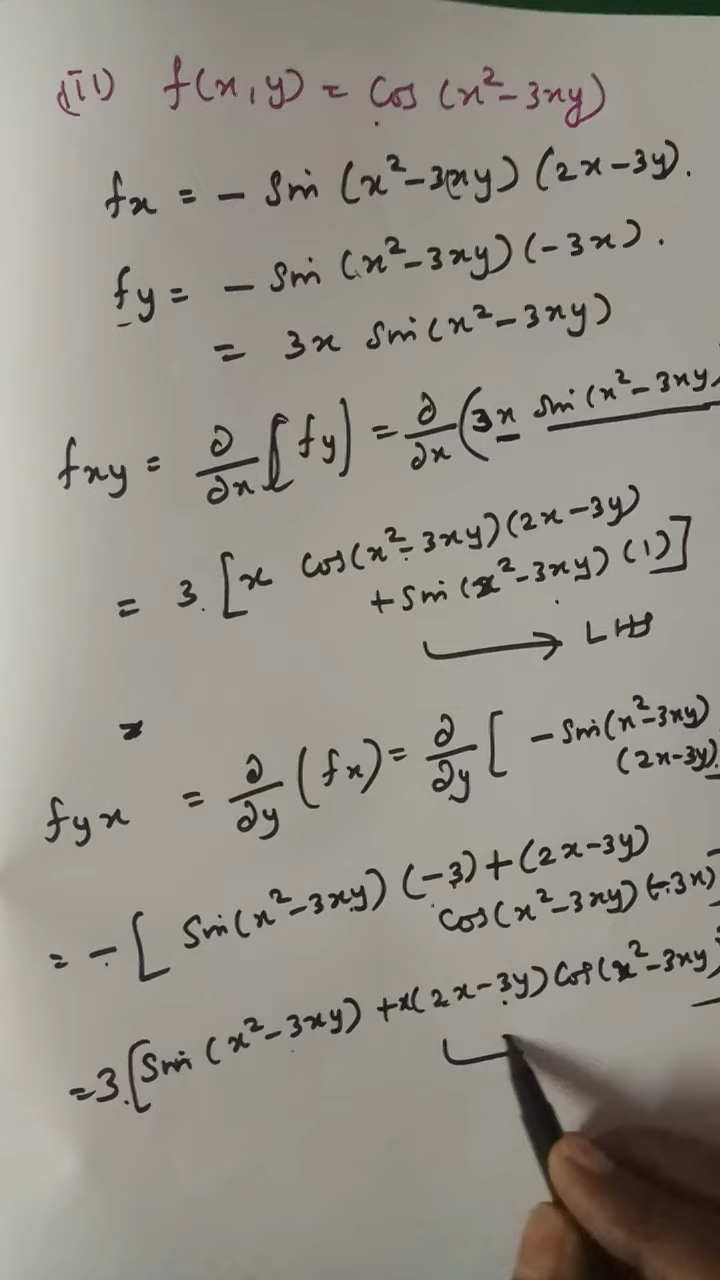 (ii) f(x,y) = cos (x²-3xy)
fx = - Sin (x²-3xy) (2x-3y).
fy = - Sin (x²-3xy) (-3x).
= 3x Sin (x²-3xy)
fxy = ∂/∂x [fy] = ∂/∂x (3x Sin (x²-3xy)
= 3. [x cos(x²-3xy)(2x-3y)
+ Sin (x²-3xy) (1)]
→ LHS
=
fyx = ∂/∂y (fx) = ∂/∂y [ - Sin(x²-3xy)
(2x-3y)
= - [ Sin (x²-3xy) (-3) + (2x-3y)
cos(x²-3xy) (-3x)
= 3. [Sin (x²-3xy) + x(2x-3y) cos(x²-3xy)